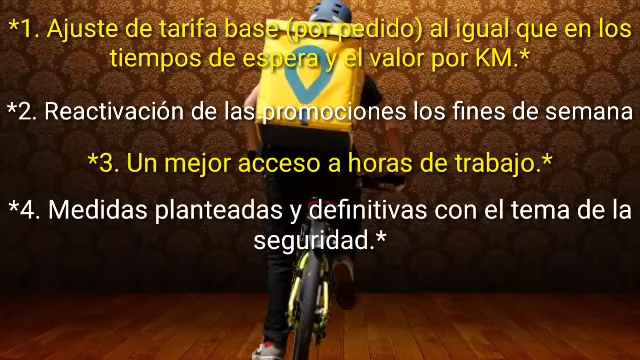 *1. Ajuste de tarifa base (por pedido) al igual que en los
tiempos de espera y el valor por KM.*
*2. Reactivación de las promociones los fines de semana
*3. Un mejor acceso a horas de trabajo.*
*4. Medidas planteadas y definitivas con el tema de la
seguridad.*